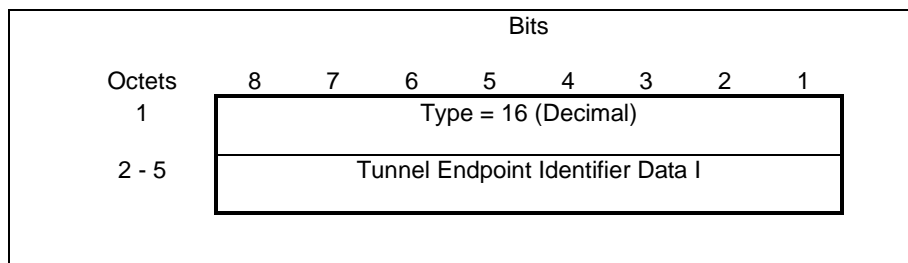 Bits
Octets 8 7 6 5 4 3 2 1
1 Type = 16 (Decimal)
2 - 5 Tunnel Endpoint Identifier Data I